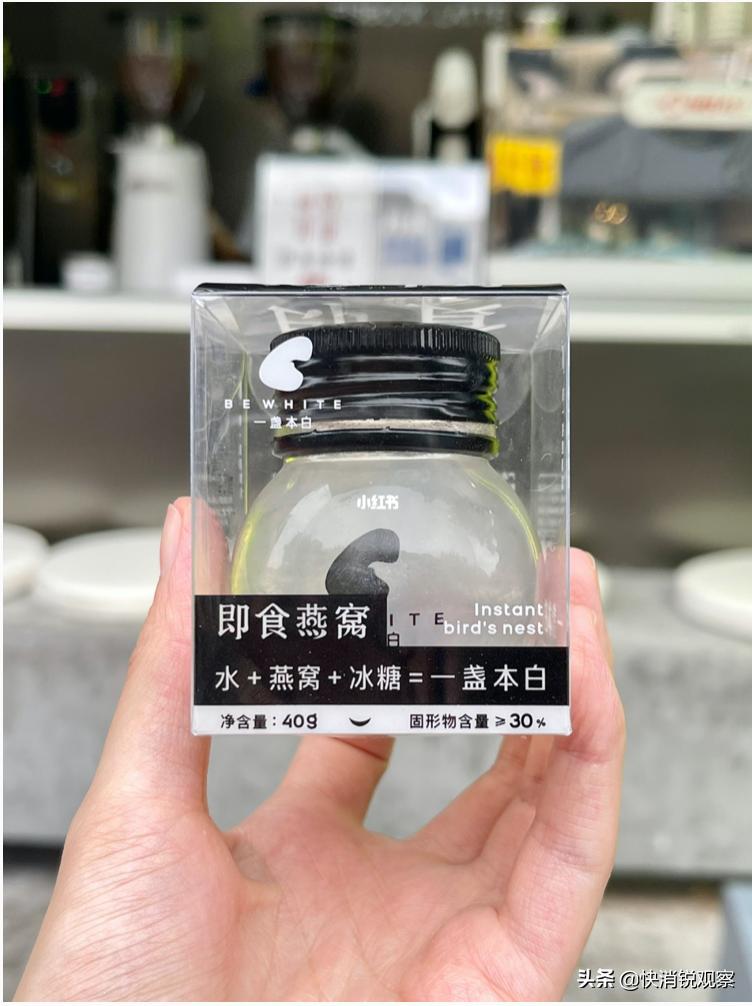 BEWHITE
一盏本白
小红书
即食燕窝
ITE
白
Instant
bird's nest
水+燕窝+冰糖=一盏本白
净含量:40g
固形物含量≥30%
头条 @快消锐观察